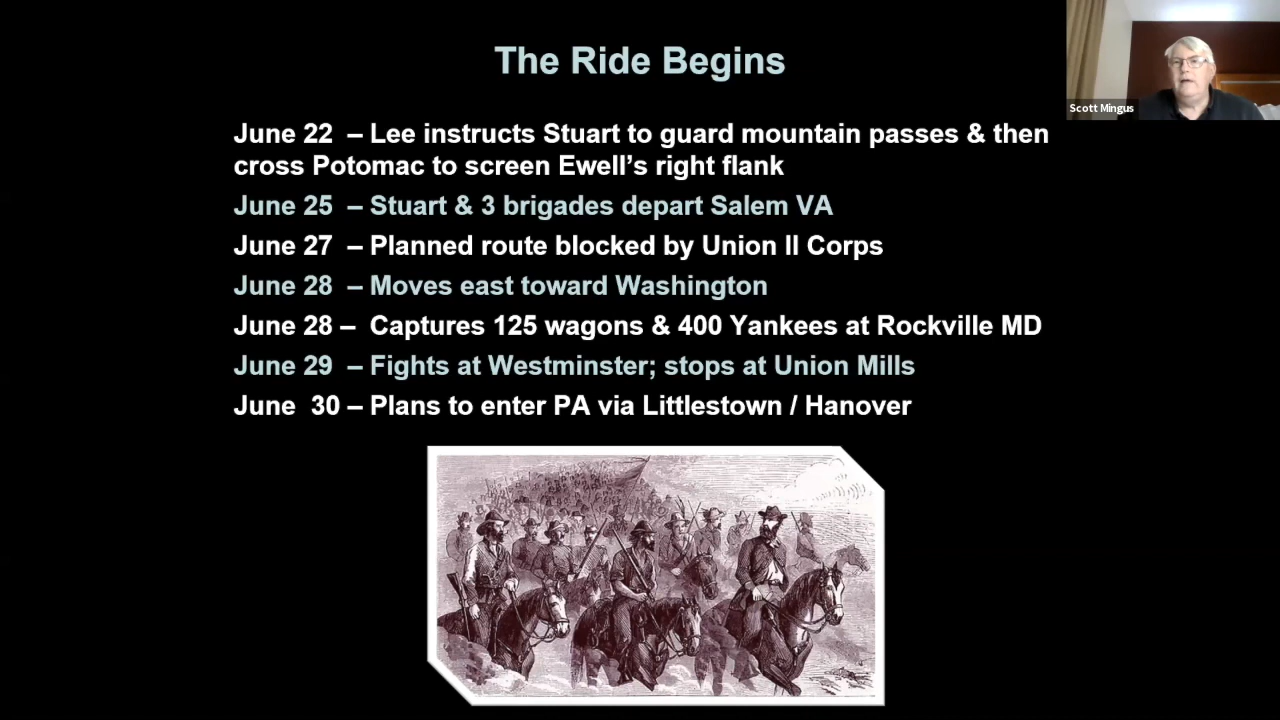 The Ride Begins
Scott Mingus
June 22 – Lee instructs Stuart to guard mountain passes & then
cross Potomac to screen Ewell’s right flank
June 25 – Stuart & 3 brigades depart Salem VA
June 27 – Planned route blocked by Union II Corps
June 28 – Moves east toward Washington
June 28 – Captures 125 wagons & 400 Yankees at Rockville MD
June 29 – Fights at Westminster; stops at Union Mills
June 30 – Plans to enter PA via Littlestown / Hanover